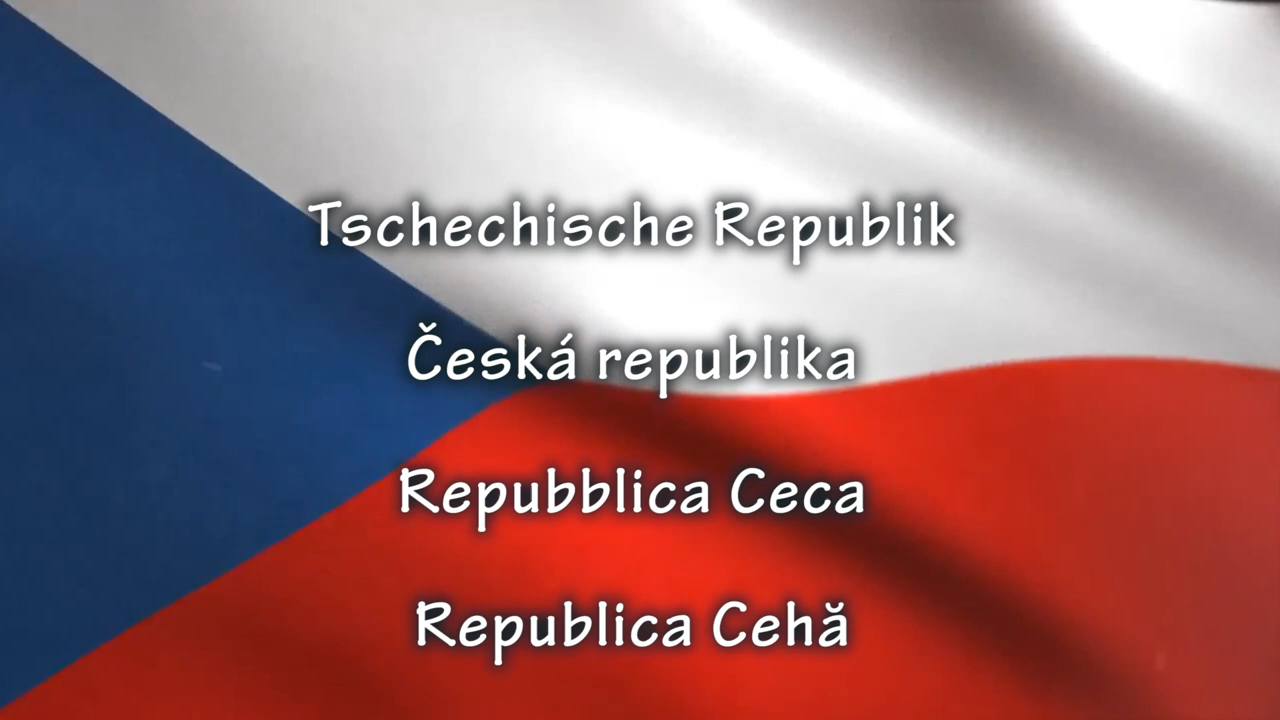 Tschechische Republik
Česká republika
Repubblica Ceca
Republica Cehă